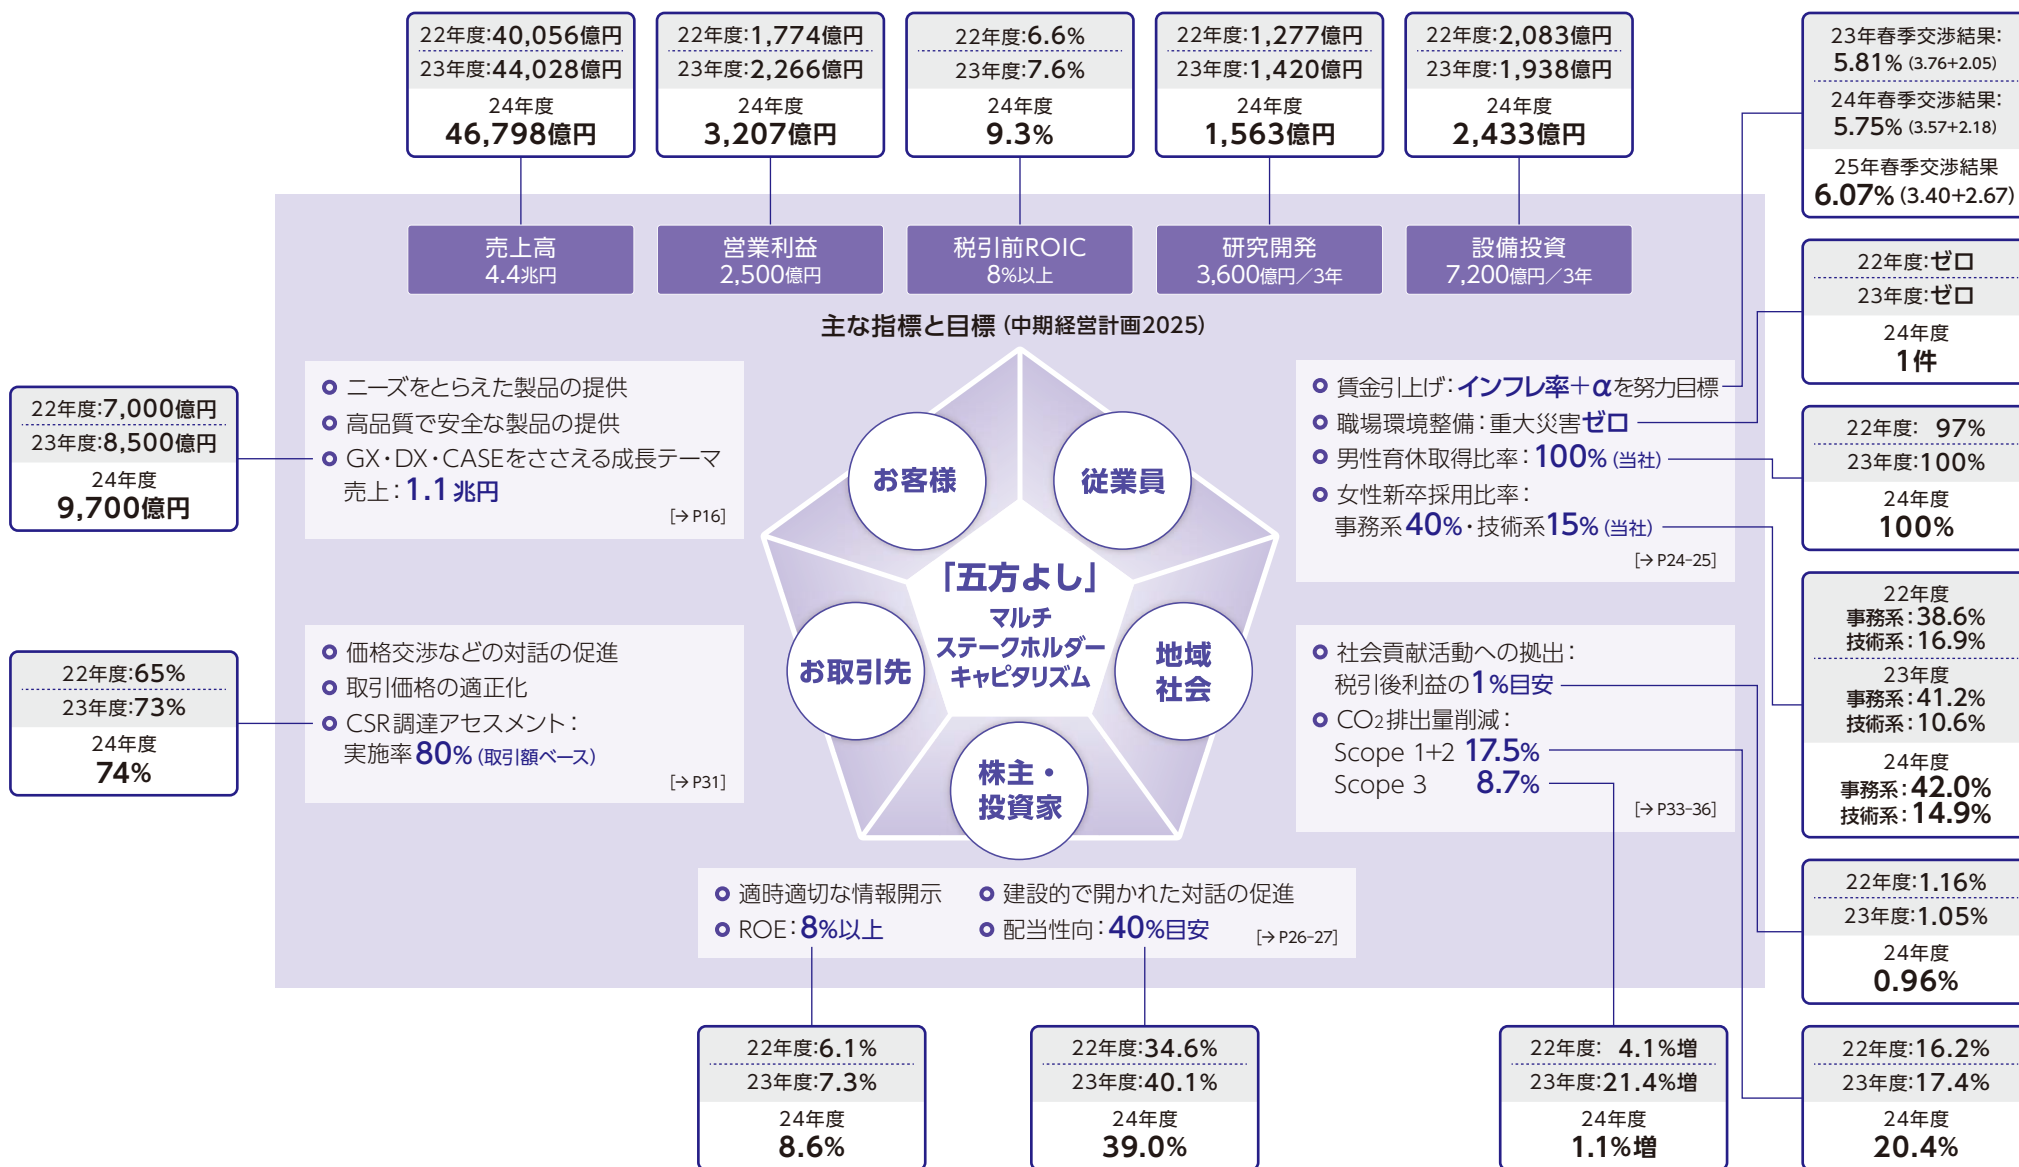 22年度:40,056億円
23年度:44,028億円
24年度
46,798億円
22年度:1,774億円
23年度:2,266億円
24年度
3,207億円
22年度:6.6%
23年度:7.6%
24年度
9.3%
22年度:1,277億円
23年度:1,420億円
24年度
1,563億円
22年度:2,083億円
23年度:1,938億円
24年度
2,433億円
23年春季交渉結果:
5.81% (3.76+2.05)
24年春季交渉結果:
5.75% (3.57+2.18)
25年春季交渉結果
6.07% (3.40+2.67)
売上高
4.4兆円
営業利益
2,500億円
税引前ROIC
8%以上
研究開発
3,600億円／3年
設備投資
7,200億円／3年
主な指標と目標 (中期経営計画2025)
22年度:ゼロ
23年度:ゼロ
24年度
1件
22年度:7,000億円
23年度:8,500億円
24年度
9,700億円
ニーズをとらえた製品の提供
高品質で安全な製品の提供
GX・DX・CASEをささえる成長テーマ
売上：1.1兆円
[→P16]
お客様
従業員
賃金引上げ：インフレ率＋αを努力目標
職場環境整備：重大災害ゼロ
男性育休取得比率：100% (当社)
女性新卒採用比率：
事務系40%・技術系15% (当社)
[→P24-25]
22年度: 97%
23年度:100%
24年度
100%
「五方よし」
マルチ
ステークホルダー
キャピタリズム
22年度
事務系:38.6%
技術系:16.9%
23年度
事務系:41.2%
技術系:10.6%
24年度
事務系:42.0%
技術系:14.9%
22年度:65%
23年度:73%
24年度
74%
価格交渉などの対話の促進
取引価格の適正化
CSR調達アセスメント：
実施率80% (取引額ベース)
[→P31]
お取引先
地域
社会
株主・
投資家
社会貢献活動への拠出：
税引後利益の1%目安
CO2排出量削減：
Scope 1+2 17.5%
Scope 3 8.7%
[→P33-36]
22年度:1.16%
23年度:1.05%
24年度
0.96%
適時適切な情報開示
建設的で開かれた対話の促進
ROE：8%以上
配当性向：40%目安
[→P26-27]
22年度:6.1%
23年度:7.3%
24年度
8.6%
22年度:34.6%
23年度:40.1%
24年度
39.0%
22年度: 4.1%増
23年度:21.4%増
24年度
1.1%増
22年度:16.2%
23年度:17.4%
24年度
20.4%